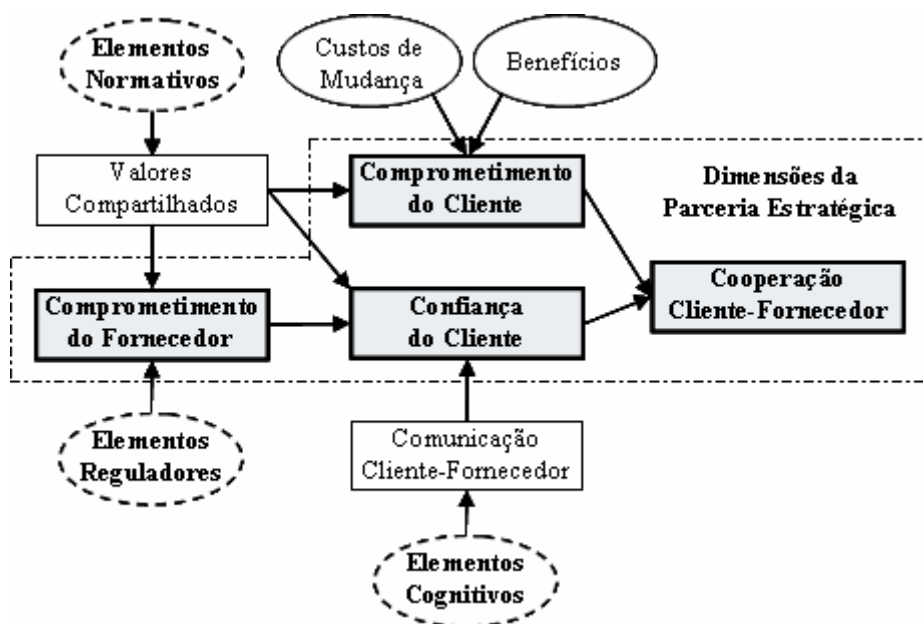 Elementos
Normativos
Custos de
Mudança
Benefícios
Valores
Compartilhados
Comprometimento
do Cliente
Dimensões da
Parceria Estratégica
Comprometimento
do Fornecedor
Confiança
do Cliente
Cooperação
Cliente-Fornecedor
Elementos
Reguladores
Comunicação
Cliente-Fornecedor
Elementos
Cognitivos